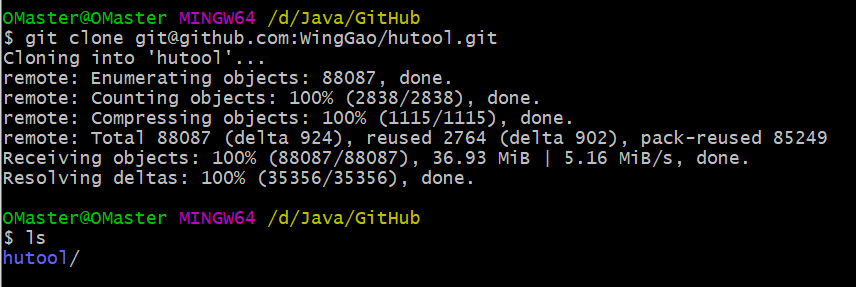 OMaster@OMaster MINGW64 /d/Java/GitHub
$ git clone git@github.com:WingGao/hutool.git
Cloning into 'hutool'...
remote: Enumerating objects: 88087, done.
remote: Counting objects: 100% (2838/2838), done.
remote: Compressing objects: 100% (1115/1115), done.
remote: Total 88087 (delta 924), reused 2764 (delta 902), pack-reused 85249
Receiving objects: 100% (88087/88087), 36.93 MiB | 5.16 MiB/s, done.
Resolving deltas: 100% (35356/35356), done.
OMaster@OMaster MINGW64 /d/Java/GitHub
$ ls
hutool/